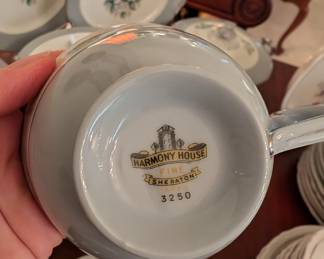 HARMONY HOUSE
FINE
SHERATON
3250